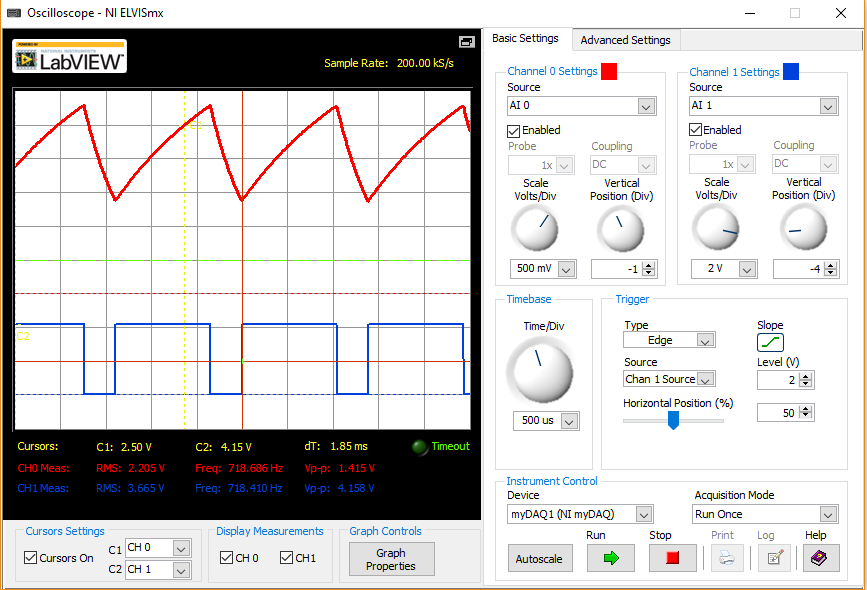 Oscilloscope - NI ELVISmx
POWERED BY
NATIONAL INSTRUMENTS
LabVIEW™
Sample Rate: 200.00 kS/s
C1
C2
Cursors: C1: 2.50 V C2: 4.15 V dT: 1.85 ms Timeout
CH0 Meas: RMS: 2.205 V Freq: 718.686 Hz Vp-p: 1.415 V
CH1 Meas: RMS: 3.665 V Freq: 718.410 Hz Vp-p: 4.158 V
Cursors Settings
Cursors On
C1 CH 0
C2 CH 1
Display Measurements
CH 0 CH1
Graph Controls
Graph
Properties
Basic Settings Advanced Settings
Channel 0 Settings
Source
AI 0
Enabled
Probe Coupling
1x DC
Scale Vertical
Volts/Div Position (Div)
500 mV -1
Channel 1 Settings
Source
AI 1
Enabled
Probe Coupling
1x DC
Scale Vertical
Volts/Div Position (Div)
2 V -4
Timebase
Time/Div
500 us
Trigger
Type Slope
Edge
Source Level (V)
Chan 1 Source 2
Horizontal Position (%)
50
Instrument Control
Device Acquisition Mode
myDAQ1 (NI myDAQ) Run Once
Run Stop Print Log Help
Autoscale